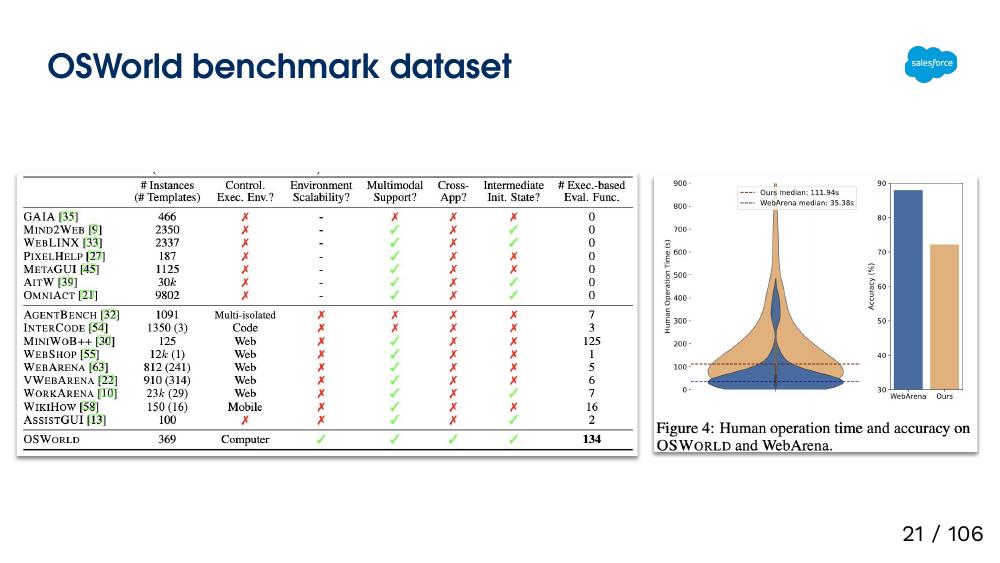 OSWorld benchmark dataset
salesforce
# Instances (# Templates) Control. Exec. Env.? Environment Scalability? Multimodal Support? Cross- App? Intermediate Init. State? # Exec.-based Eval. Func.
GAIA [35] 466 ✗ - ✗ ✗ ✗ 0
MIND2WEB [9] 2350 ✗ - ✓ ✗ ✓ 0
WEBLINX [33] 2337 ✗ - ✓ ✗ ✓ 0
PIXELHELP [27] 187 ✗ - ✓ ✗ ✗ 0
METAGUI [45] 1125 ✗ - ✓ ✗ ✗ 0
AITW [39] 30k ✗ - ✓ ✗ ✓ 0
OMNIACT [21] 9802 ✗ - ✓ ✗ ✓ 0
AGENTBENCH [32] 1091 Multi-isolated ✗ ✗ ✗ ✗ 7
INTERCODE [54] 1350 (3) Code ✗ ✗ ✗ ✗ 3
MINIWOB++ [30] 125 Web ✗ ✓ ✗ ✗ 125
WEBSHOP [55] 12k (1) Web ✗ ✓ ✗ ✗ 1
WEBARENA [63] 812 (241) Web ✗ ✓ ✗ ✗ 5
VWEBARENA [22] 910 (314) Web ✗ ✓ ✗ ✗ 6
WORKARENA [10] 23k (29) Web ✗ ✓ ✗ ✓ 7
WIKIHOW [58] 150 (16) Mobile ✗ ✓ ✗ ✗ 16
ASSISTGUI [13] 100 ✗ ✗ ✓ ✗ ✓ 2
OSWORLD 369 Computer ✓ ✓ ✓ ✓ 134
Ours median: 111.94s
WebArena median: 35.38s
Human Operation Time (s)
900
800
700
600
500
400
300
200
100
0
Accuracy (%)
90
80
70
60
50
40
30
WebArena Ours
Figure 4: Human operation time and accuracy on
OSWORLD and WebArena.
21 / 106